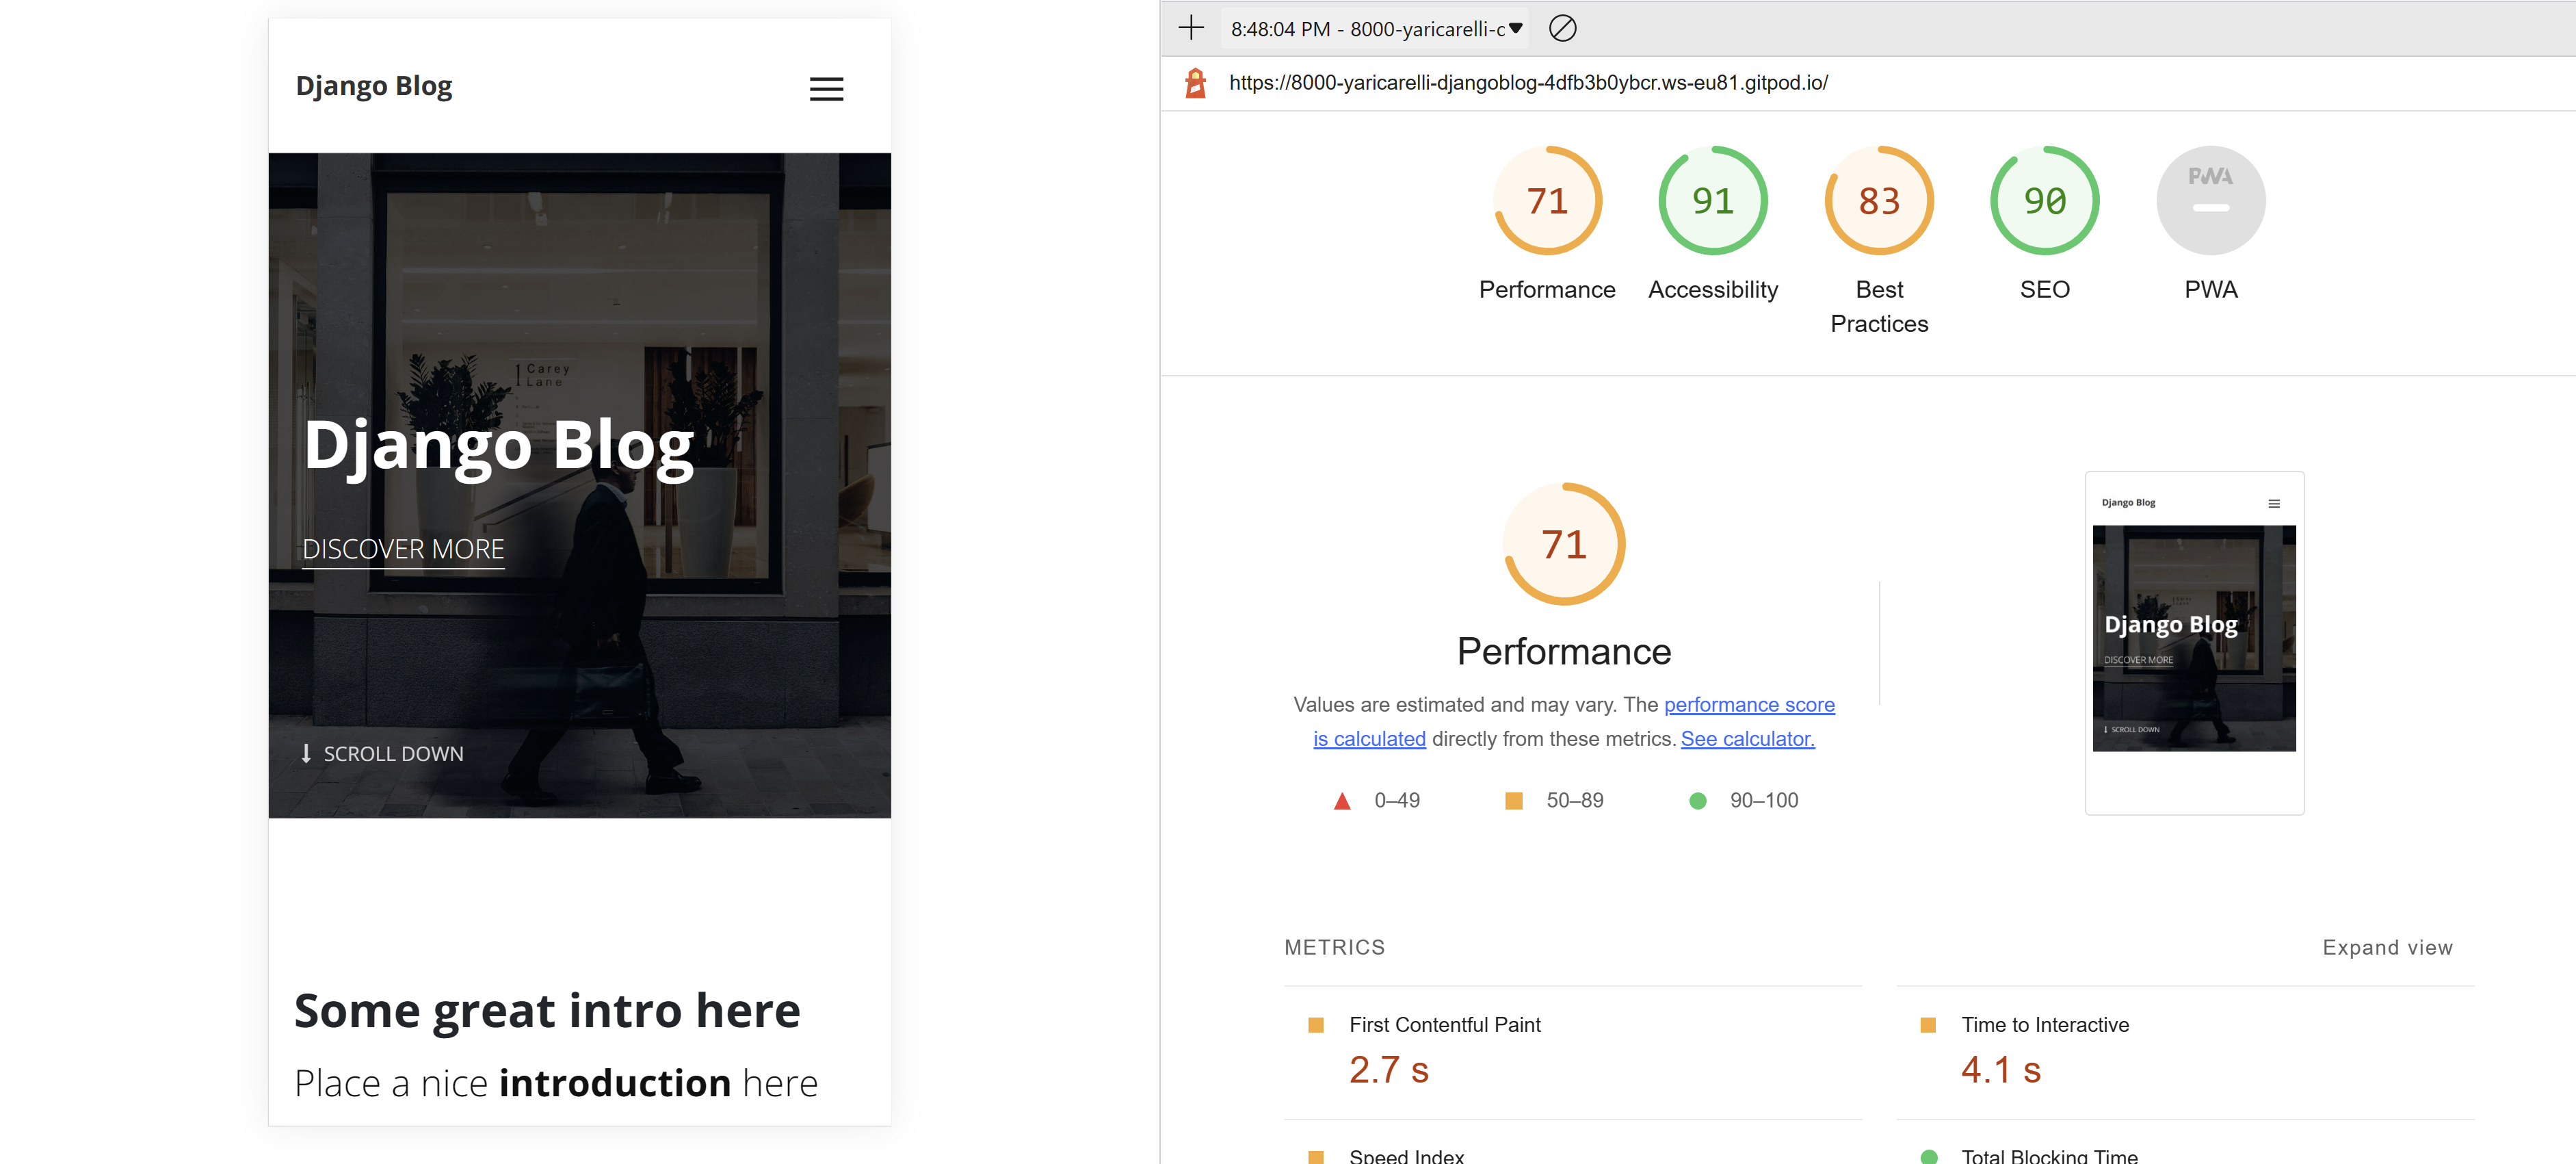 Django Blog
1 Carey
Lane
Django Blog
DISCOVER MORE
SCROLL DOWN
Some great intro here
Place a nice introduction here
8:48:04 PM - 8000-yaricarelli-c
https://8000-yaricarelli-djangoblog-4dfb3b0ybcr.ws-eu81.gitpod.io/
71
Performance
91
Accessibility
83
Best
Practices
90
SEO
PWA
PWA
71
Performance
Values are estimated and may vary. The performance score
is calculated directly from these metrics. See calculator.
0–49
50–89
90–100
Django Blog
Django Blog
DISCOVER MORE
SCROLL DOWN
METRICS
Expand view
First Contentful Paint
2.7 s
Time to Interactive
4.1 s
Speed Index
Total Blocking Time